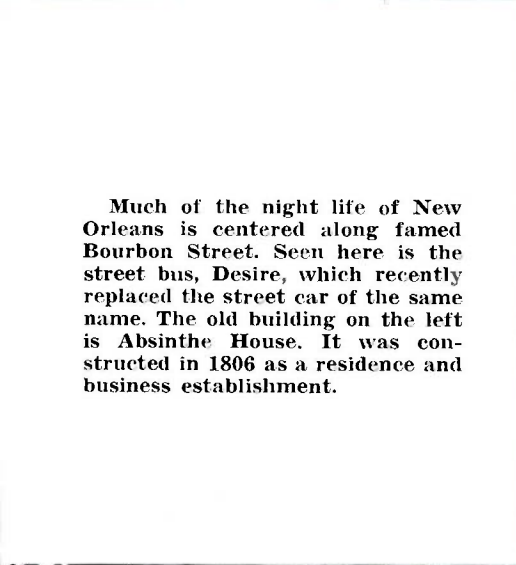 Much of the night life of New
Orleans is centered along famed
Bourbon Street. Seen here is the
street bus, Desire, which recently
replaced the street car of the same
name. The old building on the left
is Absinthe House. It was con-
structed in 1806 as a residence and
business establishment.